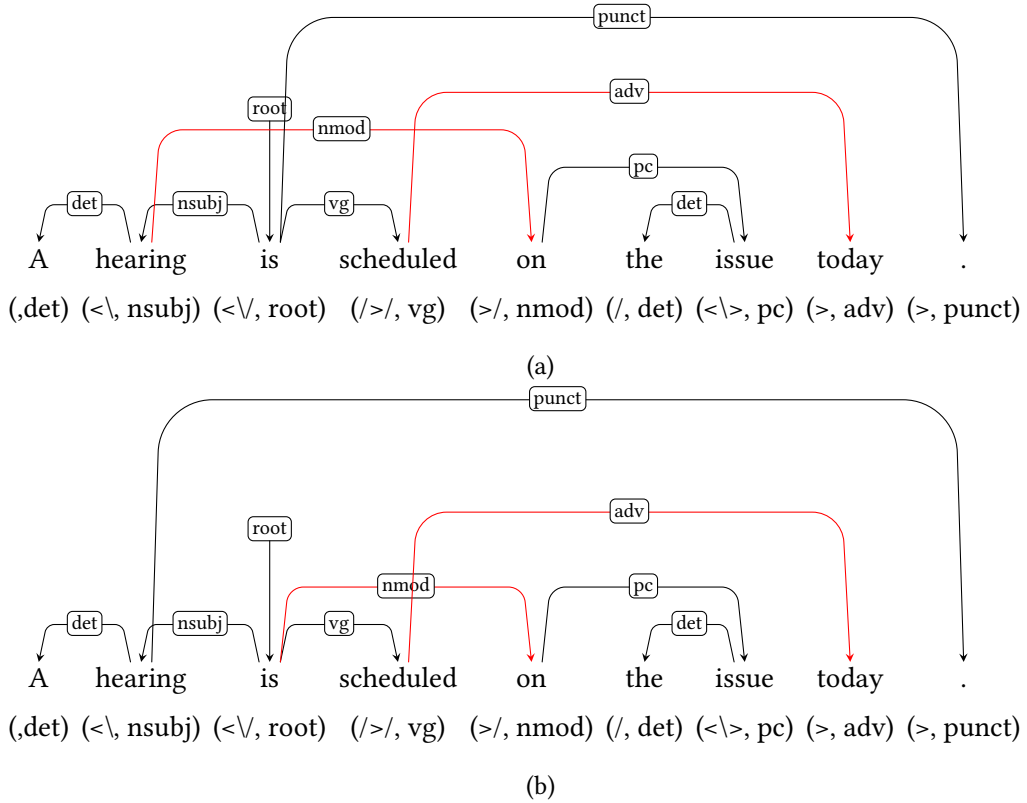 punct
adv
root
nmod
pc
det nsubj vg det
A hearing is scheduled on the issue today .
(,det) (<\, nsubj) (<\/, root) (/>/, vg) (>/, nmod) (/, det) (<\>, pc) (>, adv) (>, punct)
(a)
punct
adv
root
nmod pc
det nsubj vg det
A hearing is scheduled on the issue today .
(,det) (<\, nsubj) (<\/, root) (/>/, vg) (>/, nmod) (/, det) (<\>, pc) (>, adv) (>, punct)
(b)